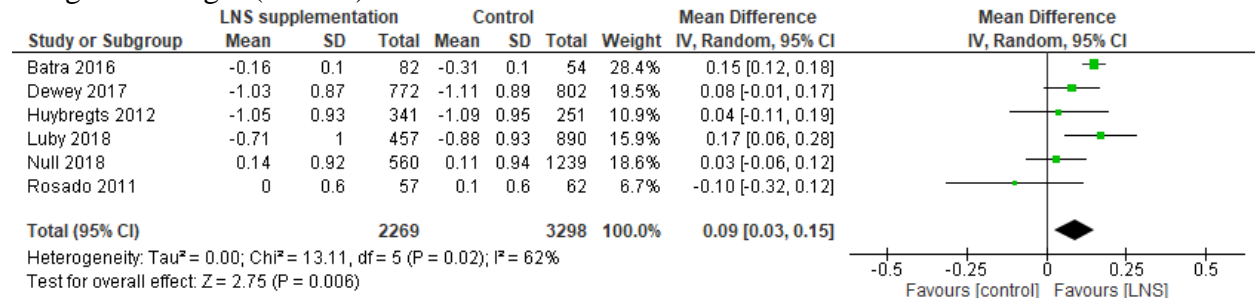 LNS supplementation Control Mean Difference Mean Difference
Study or Subgroup Mean SD Total Mean SD Total Weight IV, Random, 95% CI IV, Random, 95% CI
Batra 2016 -0.16 0.1 82 -0.31 0.1 54 28.4% 0.15 [0.12, 0.18]
Dewey 2017 -1.03 0.87 772 -1.11 0.89 802 19.5% 0.08 [-0.01, 0.17]
Huybregts 2012 -1.05 0.93 341 -1.09 0.95 251 10.9% 0.04 [-0.11, 0.19]
Luby 2018 -0.71 1 457 -0.88 0.93 890 15.9% 0.17 [0.06, 0.28]
Null 2018 0.14 0.92 560 0.11 0.94 1239 18.6% 0.03 [-0.06, 0.12]
Rosado 2011 0 0.6 57 0.1 0.6 62 6.7% -0.10 [-0.32, 0.12]
Total (95% CI) 2269 3298 100.0% 0.09 [0.03, 0.15]
Heterogeneity: Tau² = 0.00; Chi² = 13.11, df = 5 (P = 0.02); I² = 62%
Test for overall effect: Z = 2.75 (P = 0.006)
-0.5 -0.25 0 0.25 0.5
Favours [control] Favours [LNS]